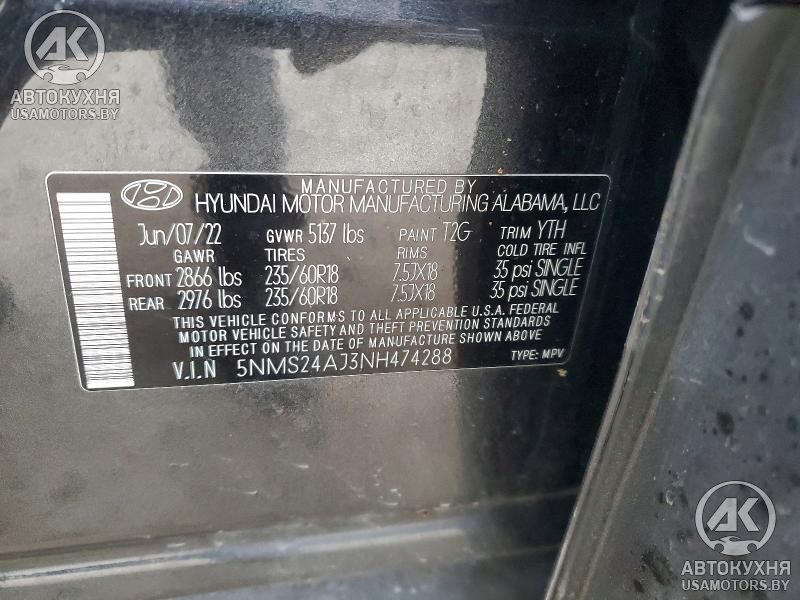 AK
АВТОКУХНЯ
USAMOTORS.BY
MANUFACTURED BY
HYUNDAI MOTOR MANUFACTURING ALABAMA, LLC
Jun/07/22 GVWR 5137 lbs PAINT T2G TRIM YTH
GAWR TIRES RIMS COLD TIRE INFL
FRONT 2866 lbs 235/60R18 7.5JX18 35 psi SINGLE
REAR 2976 lbs 235/60R18 7.5JX18 35 psi SINGLE
THIS VEHICLE CONFORMS TO ALL APPLICABLE U.S.A. FEDERAL
MOTOR VEHICLE SAFETY AND THEFT PREVENTION STANDARDS
IN EFFECT ON THE DATE OF MANUFACTURE SHOWN ABOVE.
V.I.N 5NMS24AJ3NH474288 TYPE: MPV
AK
АВТОКУХНЯ
USAMOTORS.BY